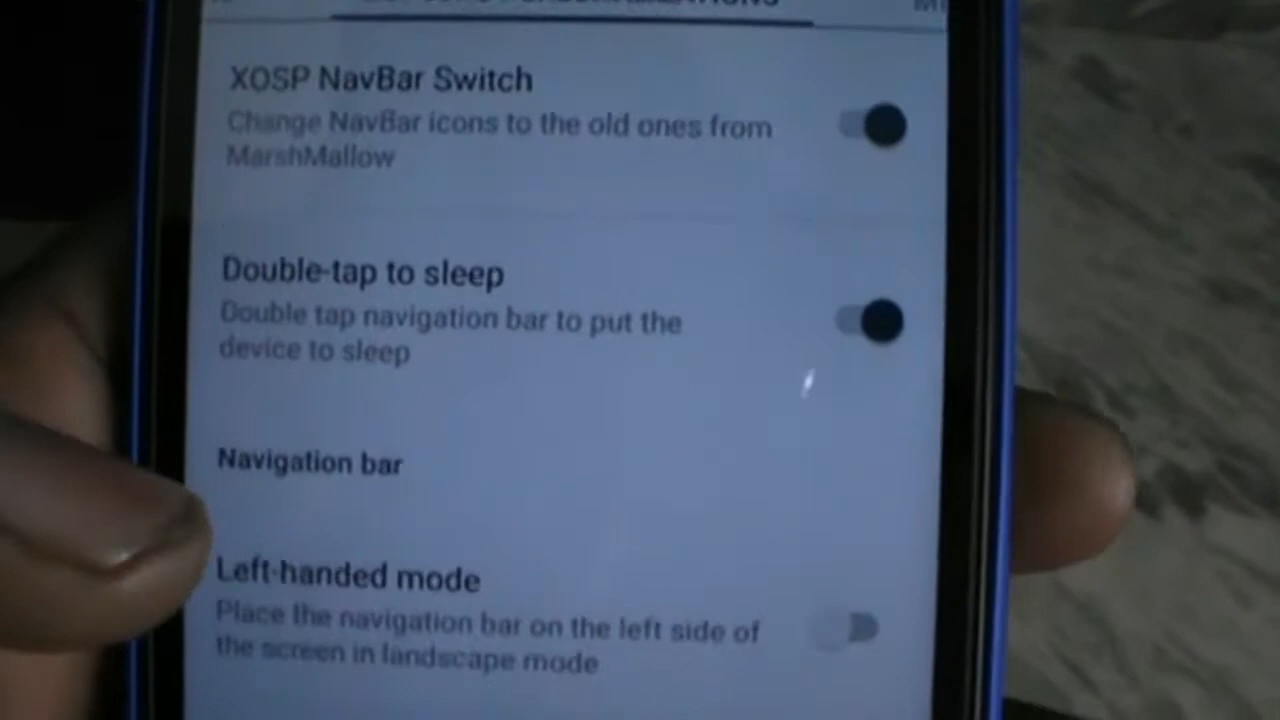 XOSP NavBar Switch
Change NavBar icons to the old ones from
MarshMallow
Double-tap to sleep
Double tap navigation bar to put the
device to sleep
Navigation bar
Left-handed mode
Place the navigation bar on the left side of
the screen in landscape mode